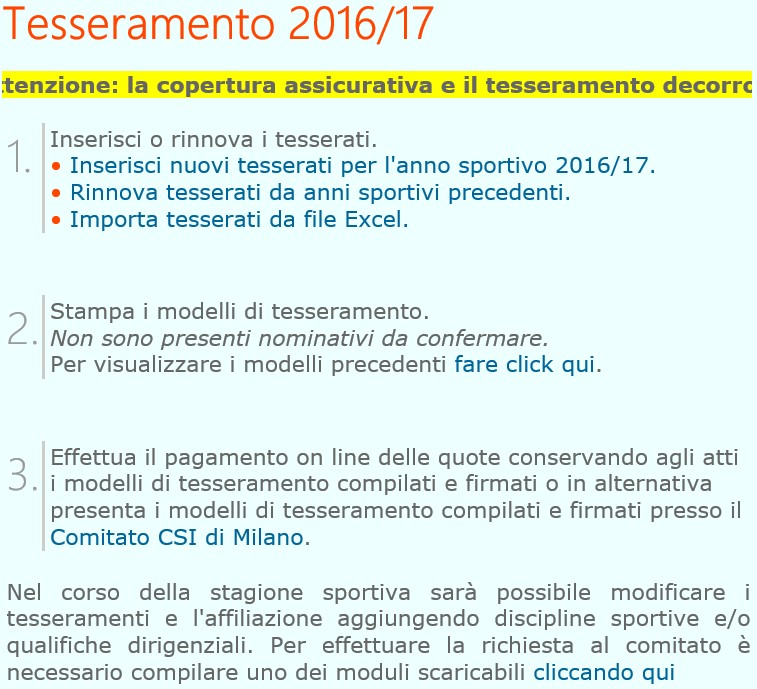 Tesseramento 2016/17
: la copertura assicurativa e il tesseramento
1. Inserisci o rinnova i tesserati.
• Inserisci nuovi tesserati per l'anno sportivo 2016/17.
• Rinnova tesserati da anni sportivi precedenti.
• Importa tesserati da file Excel.
2. Stampa i modelli di tesseramento.
Non sono presenti nominativi da confermare.
Per visualizzare i modelli precedenti fare click qui.
3. Effettua il pagamento on line delle quote conservando agli atti
i modelli di tesseramento compilati e firmati o in alternativa
presenta i modelli di tesseramento compilati e firmati presso il
Comitato CSI di Milano.
Nel corso della stagione sportiva sarà possibile modificare i
tesseramenti e l'affiliazione aggiungendo discipline sportive e/o
qualifiche dirigenziali. Per effettuare la richiesta al comitato è
necessario compilare uno dei moduli scaricabili cliccando qui